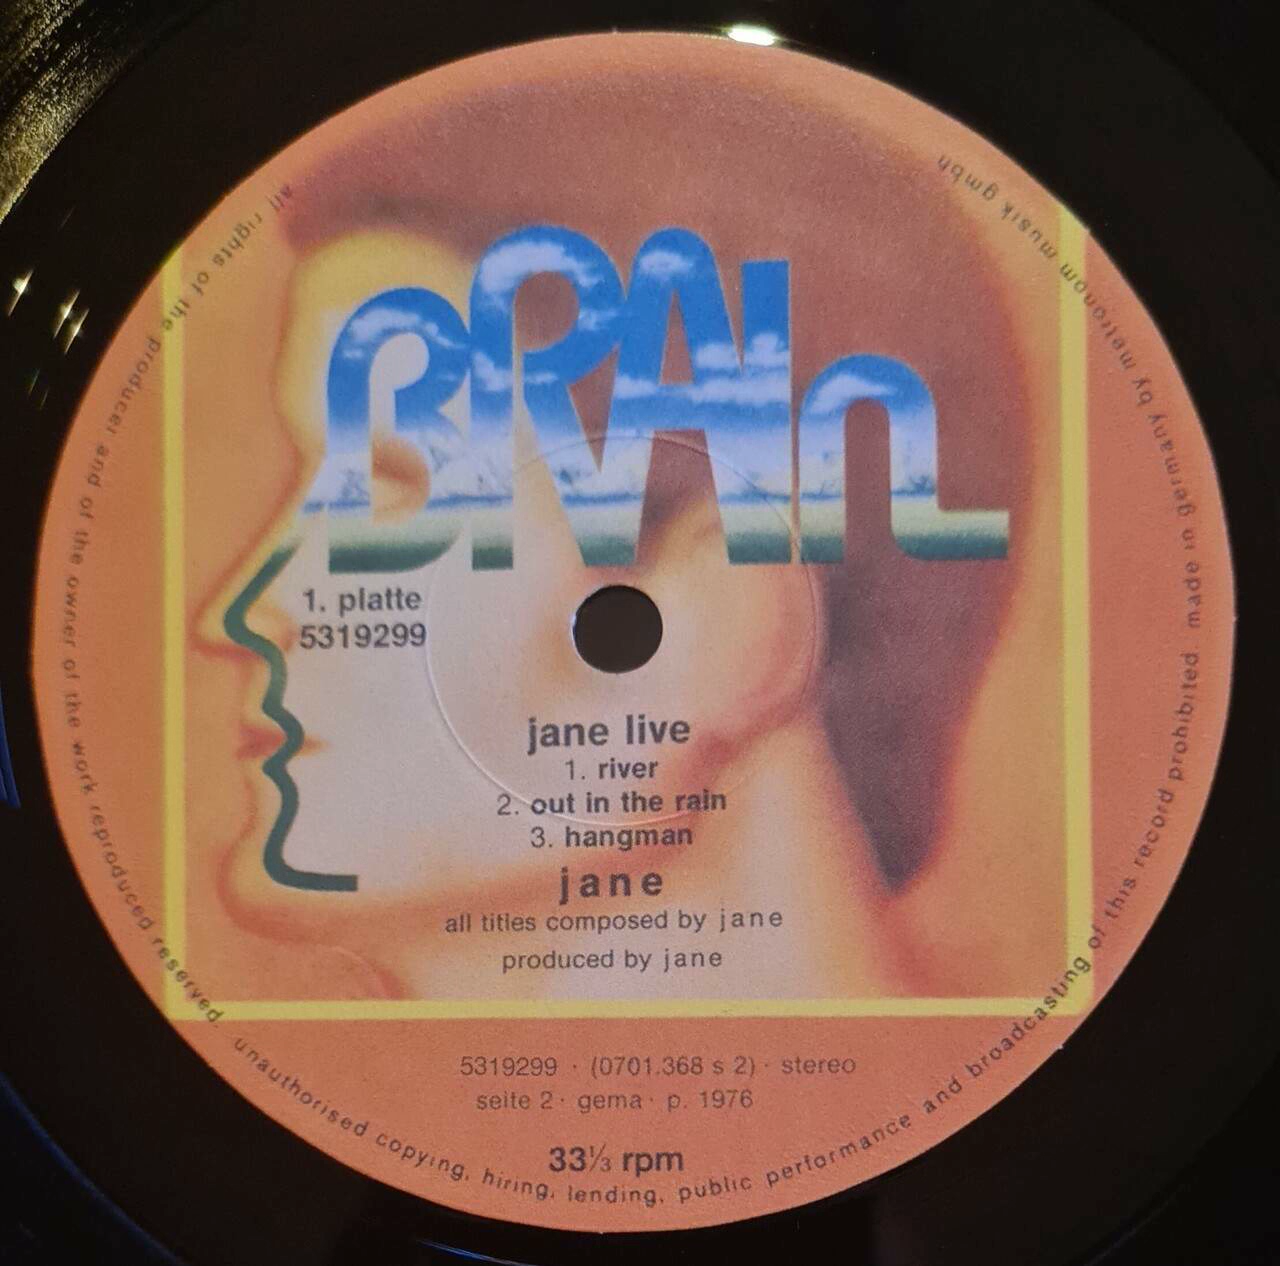 BRAIn
1. platte
5319299
jane live
1. river
2. out in the rain
3. hangman
jane
all titles composed by jane
produced by jane
5319299 · (0701.368 s 2) · stereo
seite 2 · gema · p. 1976
33⅓ rpm
all rights of the producer and of the owner of the work reproduced reserved. unauthorised copying, hiring, lending, public performance and broadcasting of this record prohibited. made in germany by metronom musik gmbh